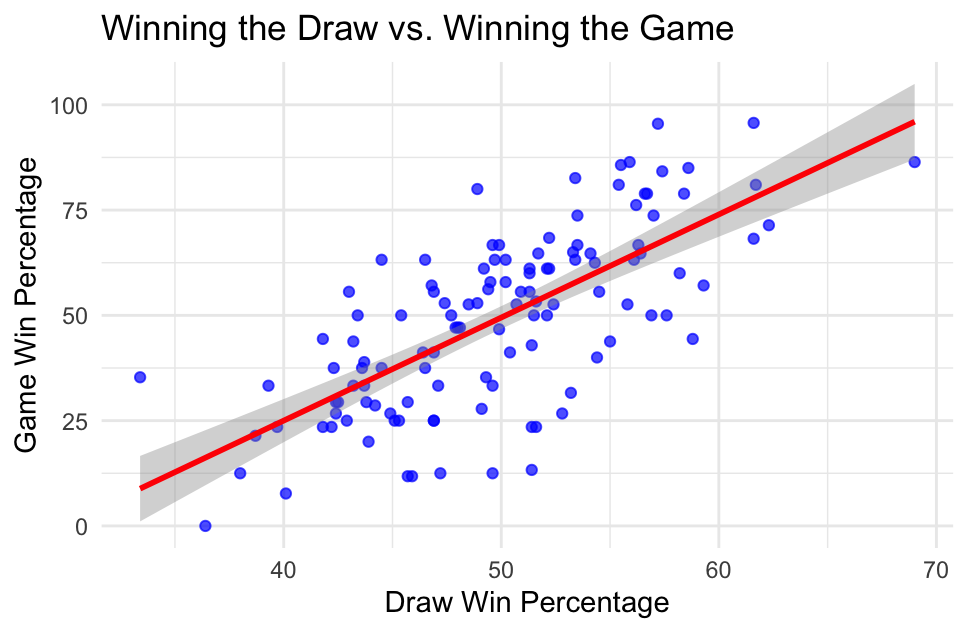 Winning the Draw vs. Winning the Game
100
75
50
25
0
Game Win Percentage
40 50 60 70
Draw Win Percentage